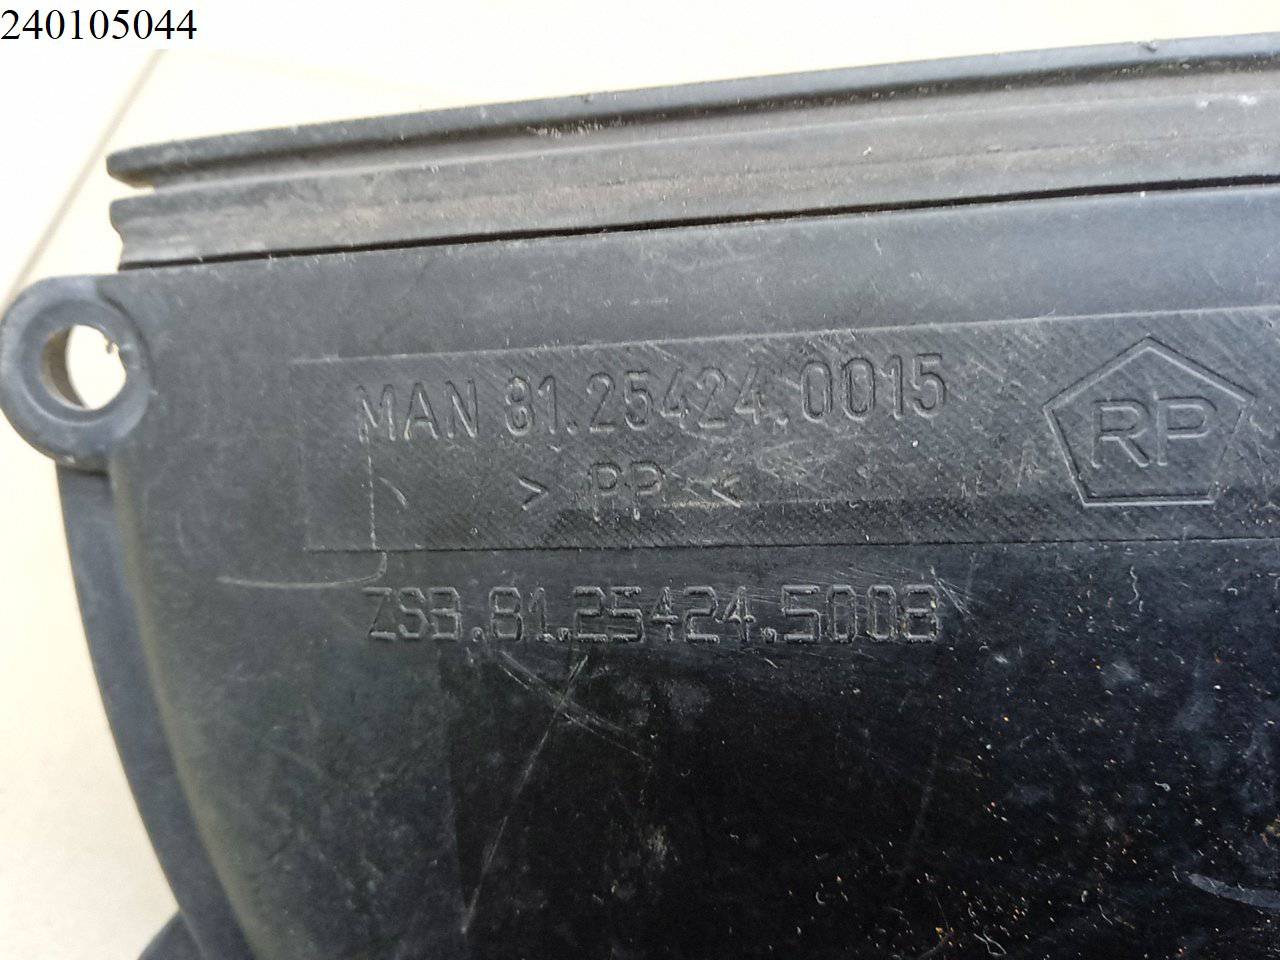 240105044
MAN 81.25424.0015
RP
> PP <
ZSB.81.25424.5008